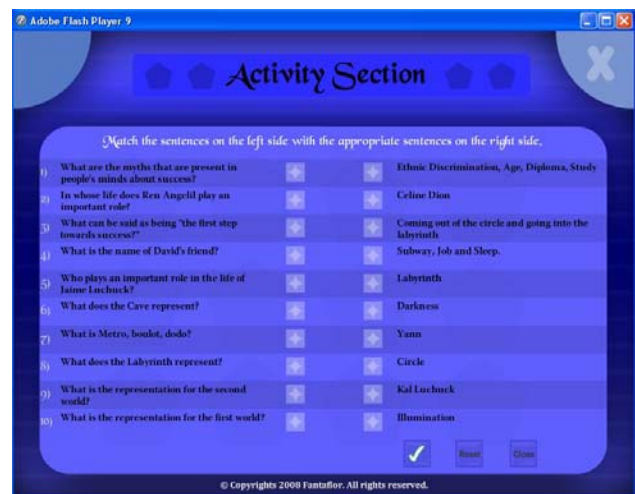 Adobe Flash Player 9
Activity Section
Match the sentences on the left side with the appropriate sentences on the right side.
1) What are the myths that are present in
people's minds about success?
Ethnic Discrimination, Age, Diploma, Study
2) In whose life does Ren Angelil play an
important role?
Celine Dion
3) What can be said as being "the first step
towards success?"
Coming out of the circle and going into the
labyrinth
4) What is the name of David's friend?
Subway, Job and Sleep.
5) Who plays an important role in the life of
Jaime Luchuck?
Labyrinth
6) What does the Cave represent?
Darkness
7) What is Metro, boulot, dodo?
Yann
8) What does the Labyrinth represent?
Circle
9) What is the representation for the second
world?
Kal Luchuck
10) What is the representation for the first world?
Illumination
Reset
Close
© Copyrights 2008 Fantaflor. All rights reserved.